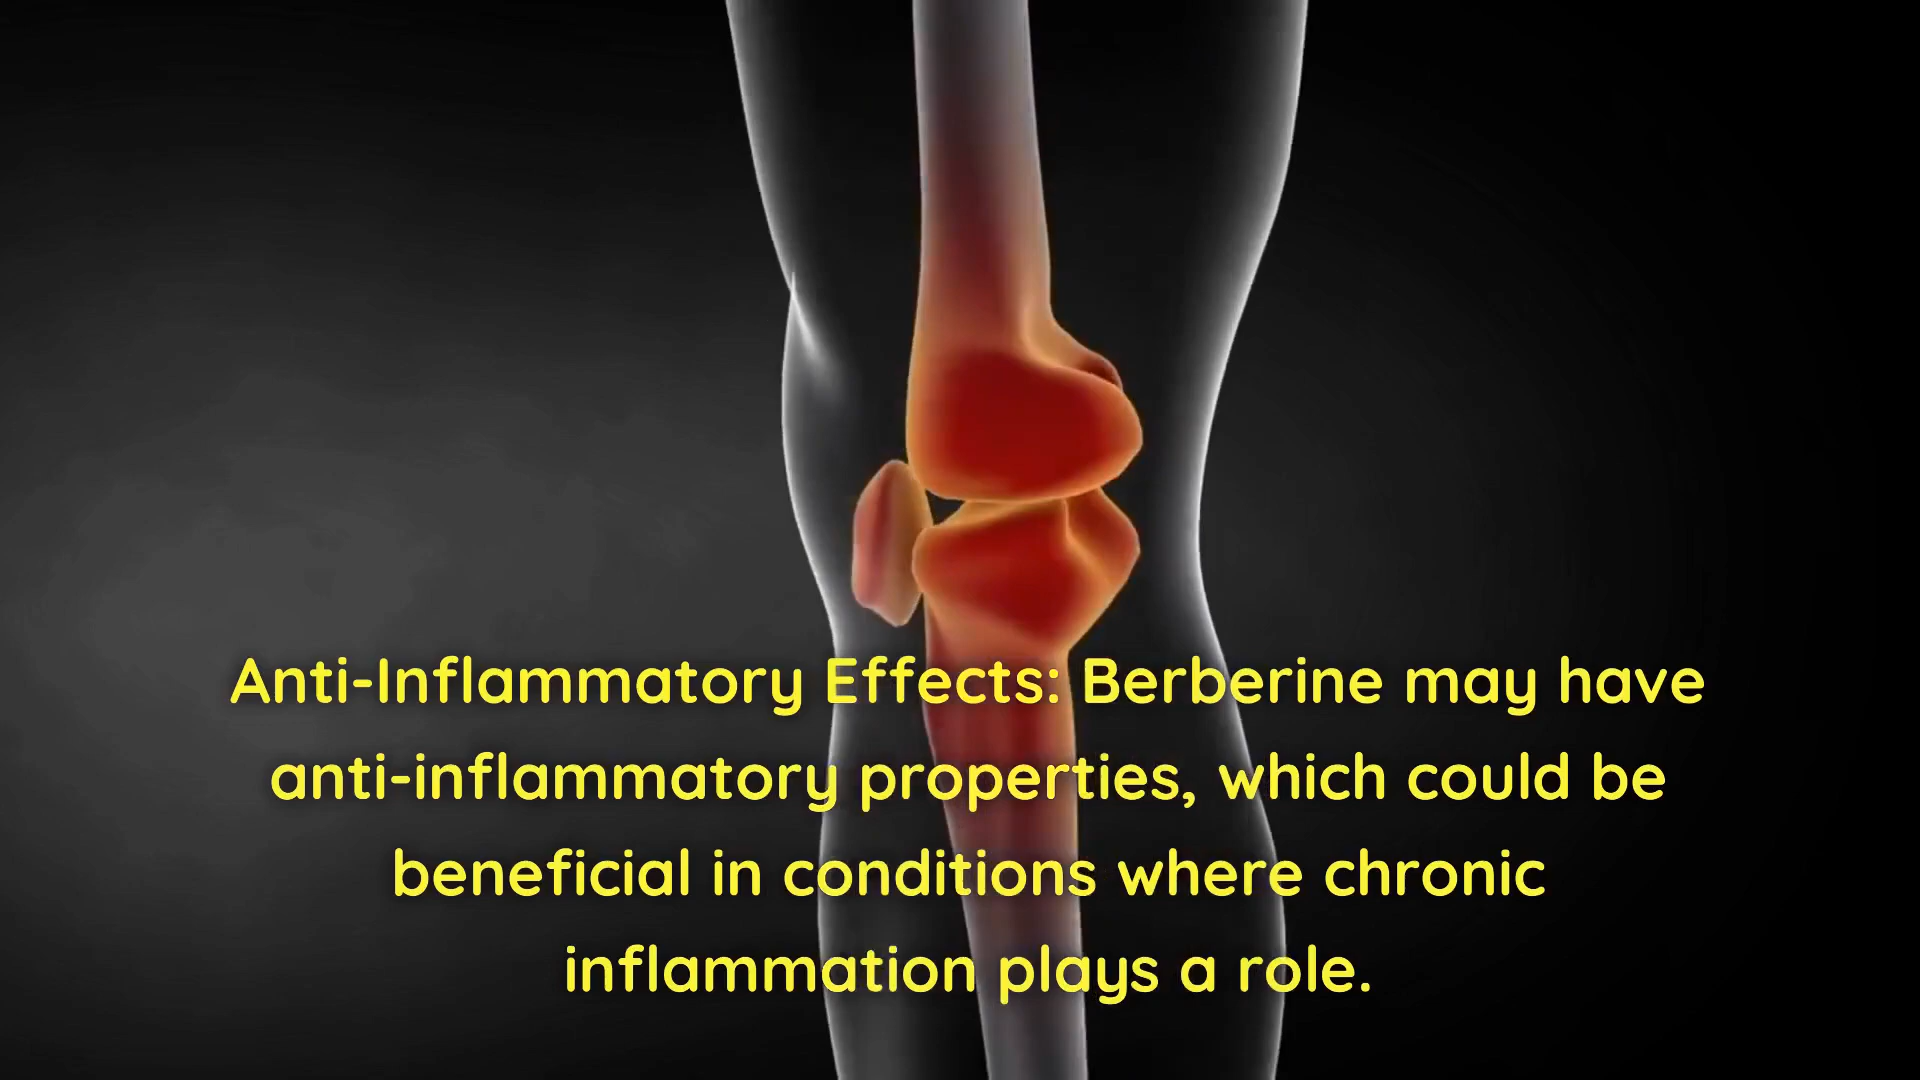 Anti-Inflammatory Effects: Berberine may have
anti-inflammatory properties, which could be
beneficial in conditions where chronic
inflammation plays a role.